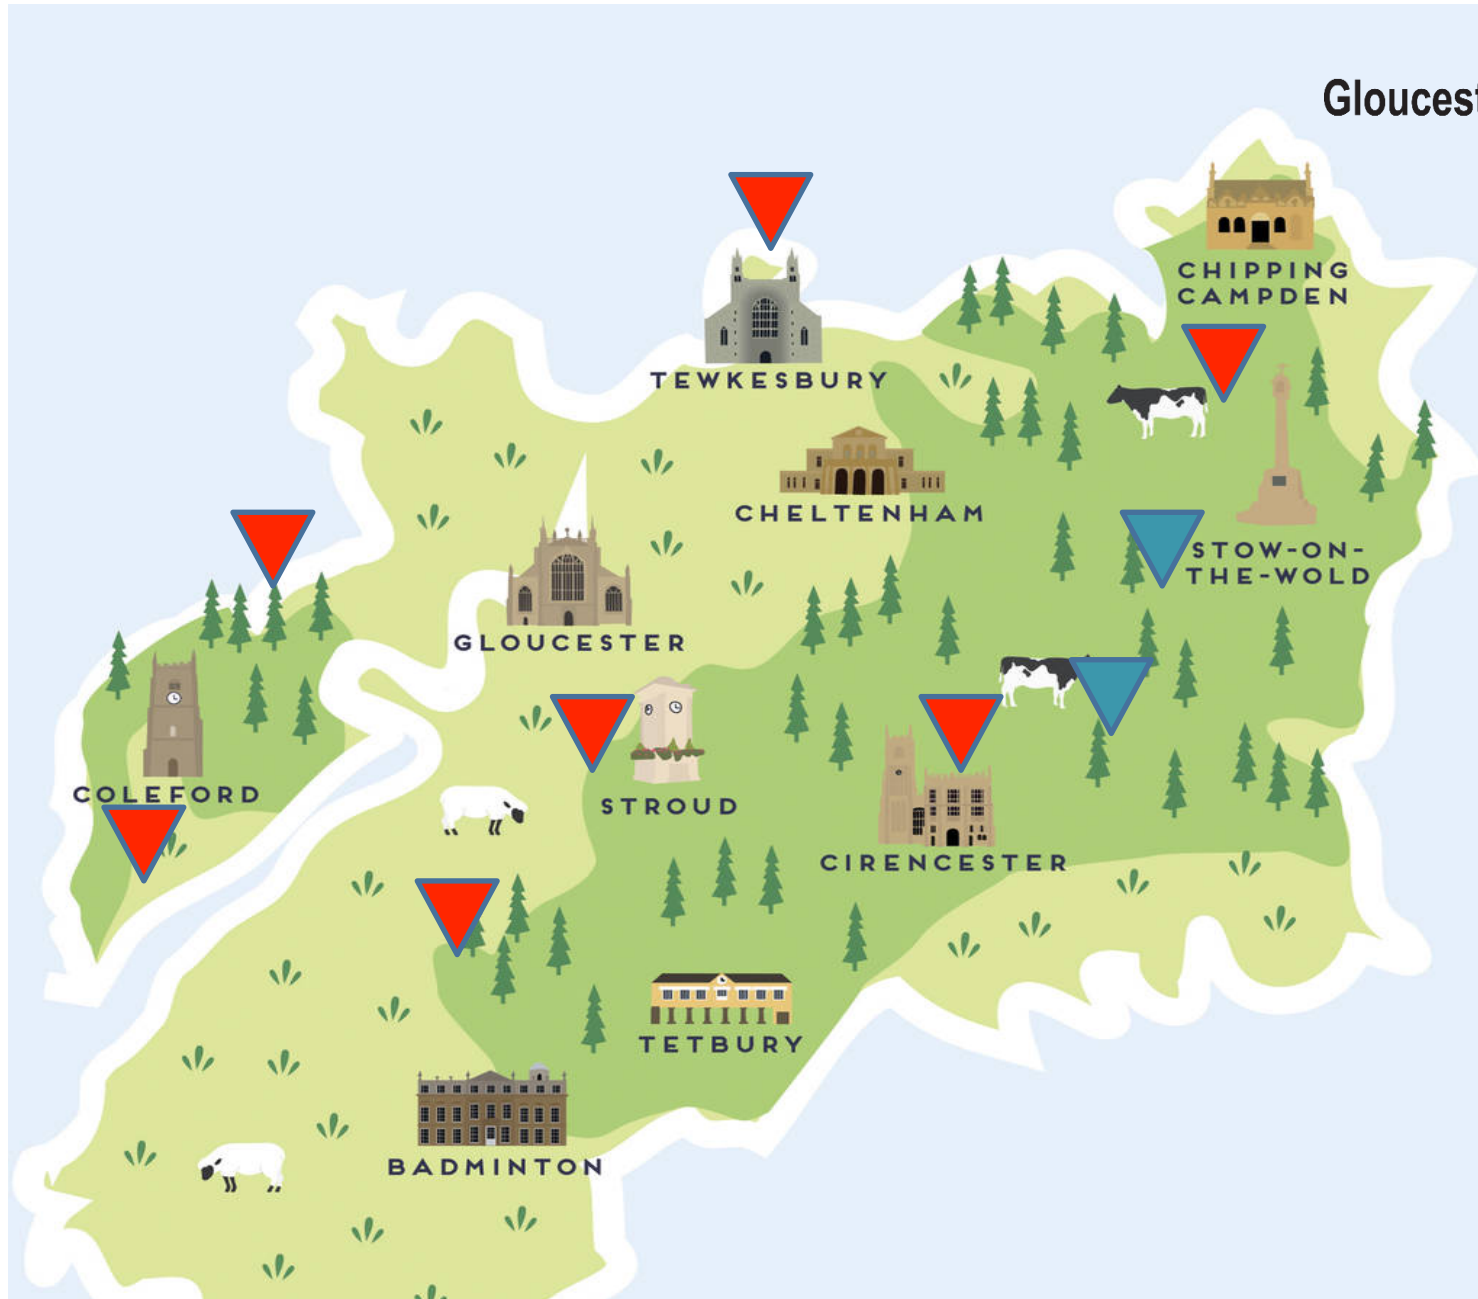 Gloucest
CHIPPING
CAMPDEN
TEWKESBURY
CHELTENHAM
STOW-ON-
THE-WOLD
GLOUCESTER
COLEFORD
STROUD
CIRENCESTER
TETBURY
BADMINTON